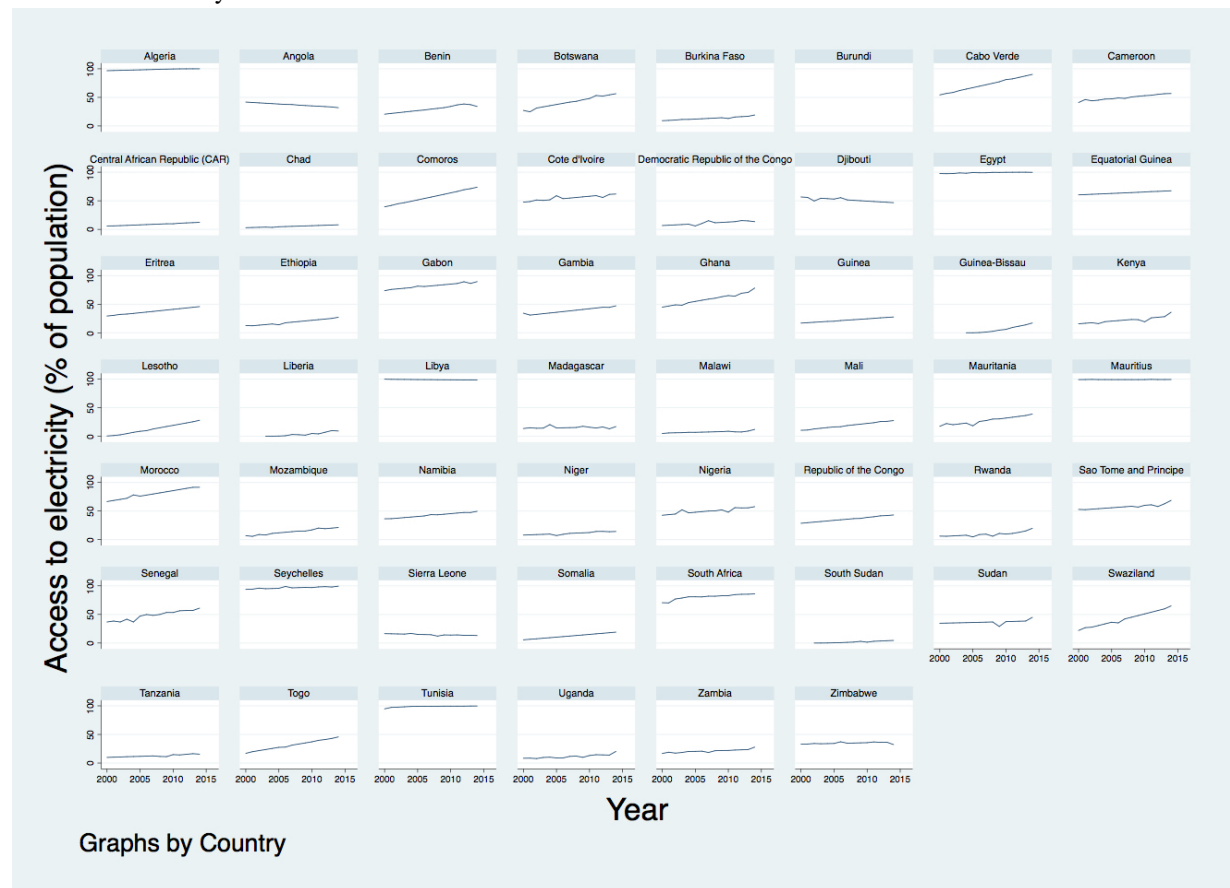 Access to electricity (% of population)
Algeria Angola Benin Botswana Burkina Faso Burundi Cabo Verde Cameroon
100
50
0
Central African Republic (CAR) Chad Comoros Cote d'Ivoire Democratic Republic of the Congo Djibouti Egypt Equatorial Guinea
100
50
0
Eritrea Ethiopia Gabon Gambia Ghana Guinea Guinea-Bissau Kenya
100
50
0
Lesotho Liberia Libya Madagascar Malawi Mali Mauritania Mauritius
100
50
0
Morocco Mozambique Namibia Niger Nigeria Republic of the Congo Rwanda Sao Tome and Principe
100
50
0
Senegal Seychelles Sierra Leone Somalia South Africa South Sudan Sudan Swaziland
100
50
0
2000 2005 2010 2015 2000 2005 2010 2015
Tanzania Togo Tunisia Uganda Zambia Zimbabwe
100
50
0
2000 2005 2010 2015 2000 2005 2010 2015 2000 2005 2010 2015 2000 2005 2010 2015 2000 2005 2010 2015 2000 2005 2010 2015
Year
Graphs by Country